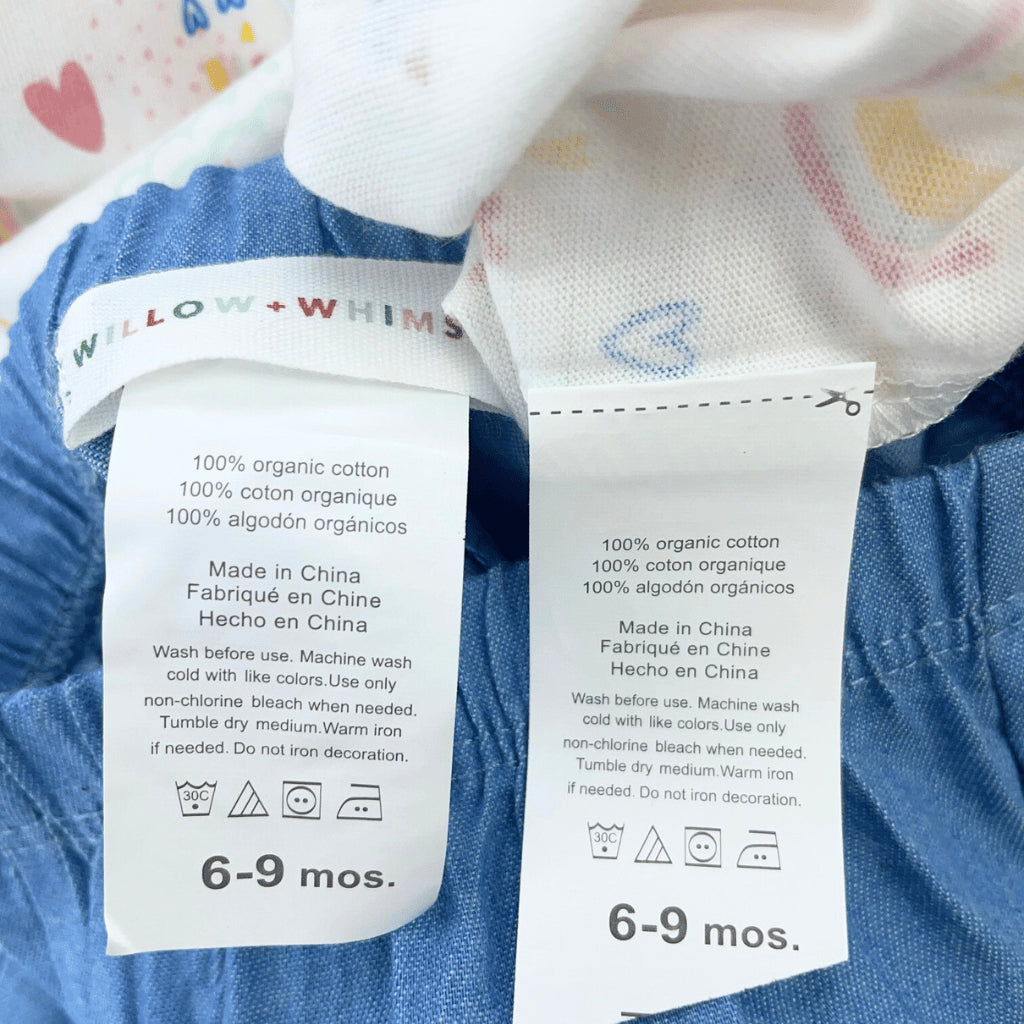 WILLOW + WHIMS
100% organic cotton
100% coton organique
100% algodón orgánicos
Made in China
Fabriqué en Chine
Hecho en China
Wash before use. Machine wash
cold with like colors.Use only
non-chlorine bleach when needed.
Tumble dry medium.Warm iron
if needed. Do not iron decoration.
30C
6-9 mos.
100% organic cotton
100% coton organique
100% algodón orgánicos
Made in China
Fabriqué en Chine
Hecho en China
Wash before use. Machine wash
cold with like colors.Use only
non-chlorine bleach when needed.
Tumble dry medium.Warm iron
if needed. Do not iron decoration.
30C
6-9 mos.